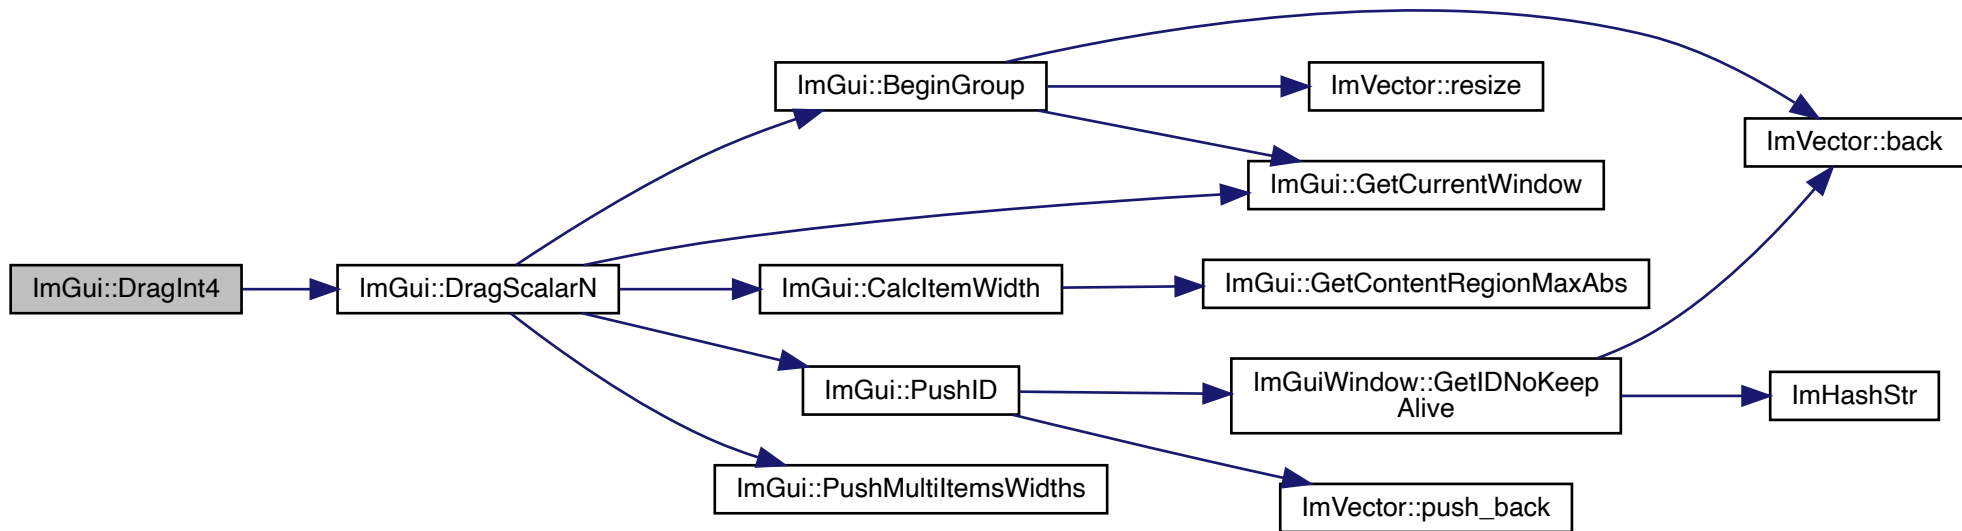 ImGui::DragInt4
ImGui::DragScalarN
ImGui::BeginGroup
ImGui::CalcItemWidth
ImGui::PushID
ImGui::PushMultiItemsWidths
ImVector::resize
ImGui::GetCurrentWindow
ImGui::GetContentRegionMaxAbs
ImGuiWindow::GetIDNoKeep
Alive
ImVector::push_back
ImVector::back
ImHashStr